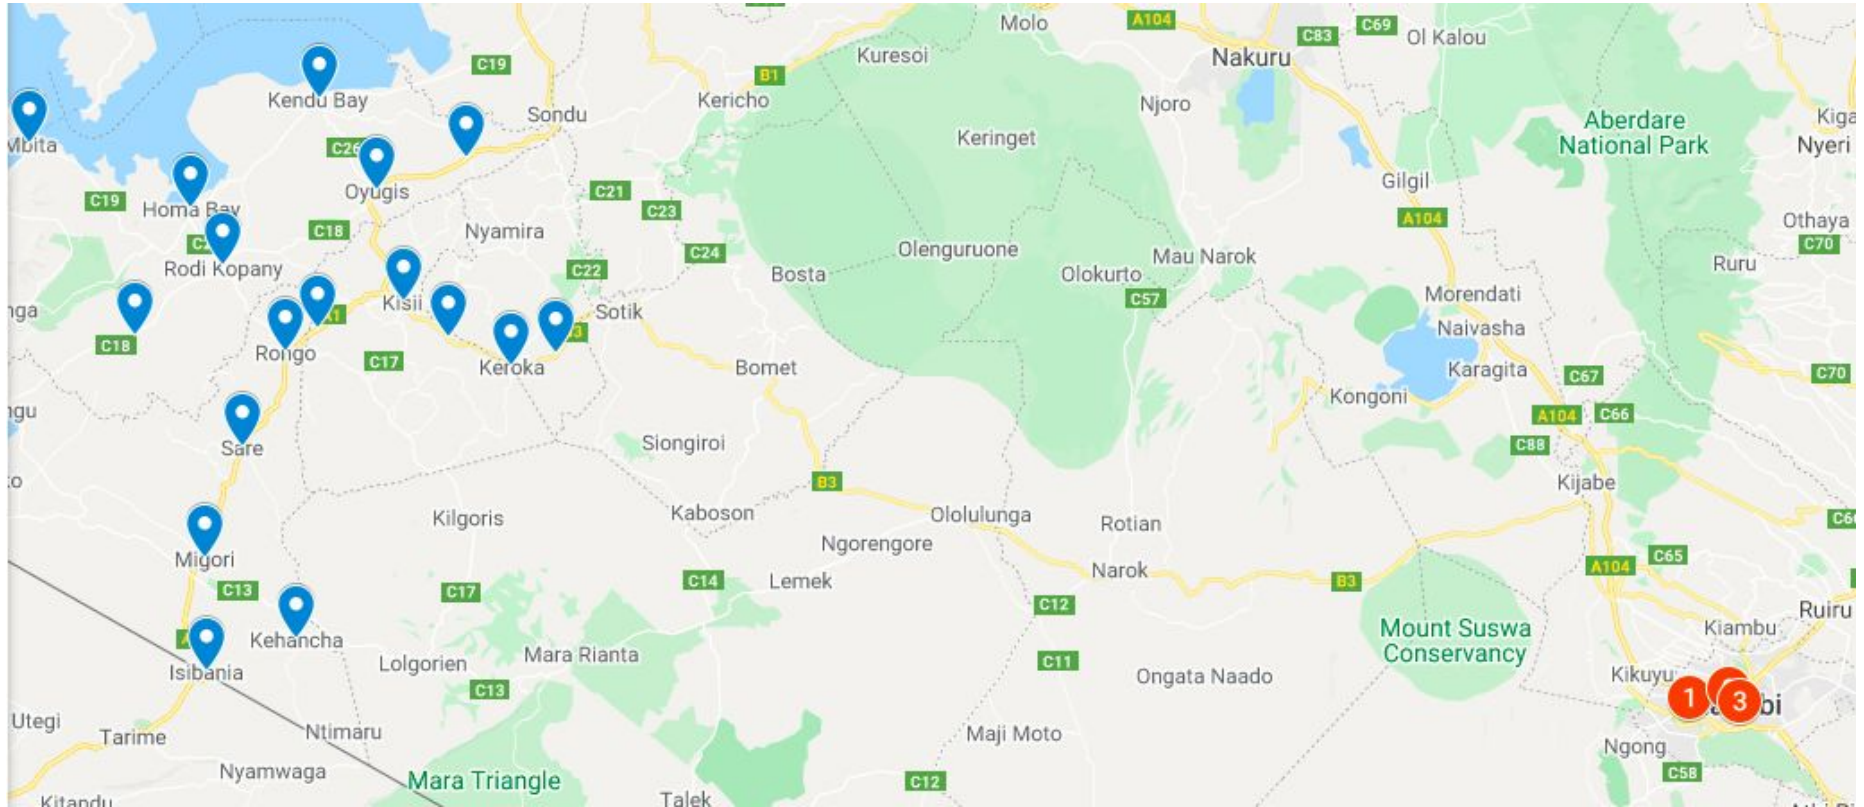 Molo
A104
C83
C69
Ol Kalou
Kuresoi
Nakuru
C19
B1
Kendu Bay
Kericho
Njoro
Sondu
Aberdare
National Park
Keringet
C26
Mbita
Nyeri
Gilgil
Oyugis
C21
C19
Homa Bay
C23
A104
Othaya
C18
Nyamira
C70
Rodi Kopany
C24
Olenguruone
Mau Narok
Ruru
C22
Bosta
Olokurto
Kisii
C57
Morendati
Sotik
Naivasha
C18
Rongo
C17
Keroka
Bomet
Karagita
C67
C70
Kongoni
A104
C66
Sare
Siongiroi
C88
B3
Kijabe
Kilgoris
Kaboson
Ololulunga
Rotian
Ngorengore
Migori
C65
C13
C17
C14
Lemek
Narok
B3
A104
C12
Ruiru
Kehancha
Mount Suswa
Conservancy
Kiambu
Isibania
Lolgorien
Mara Rianta
C11
Ongata Naado
Kikuyu
C13
1
3
bi
Utegi
Tarime
Ntimaru
Maji Moto
Ngong
Nyamwaga
Mara Triangle
C12
C58
Talek